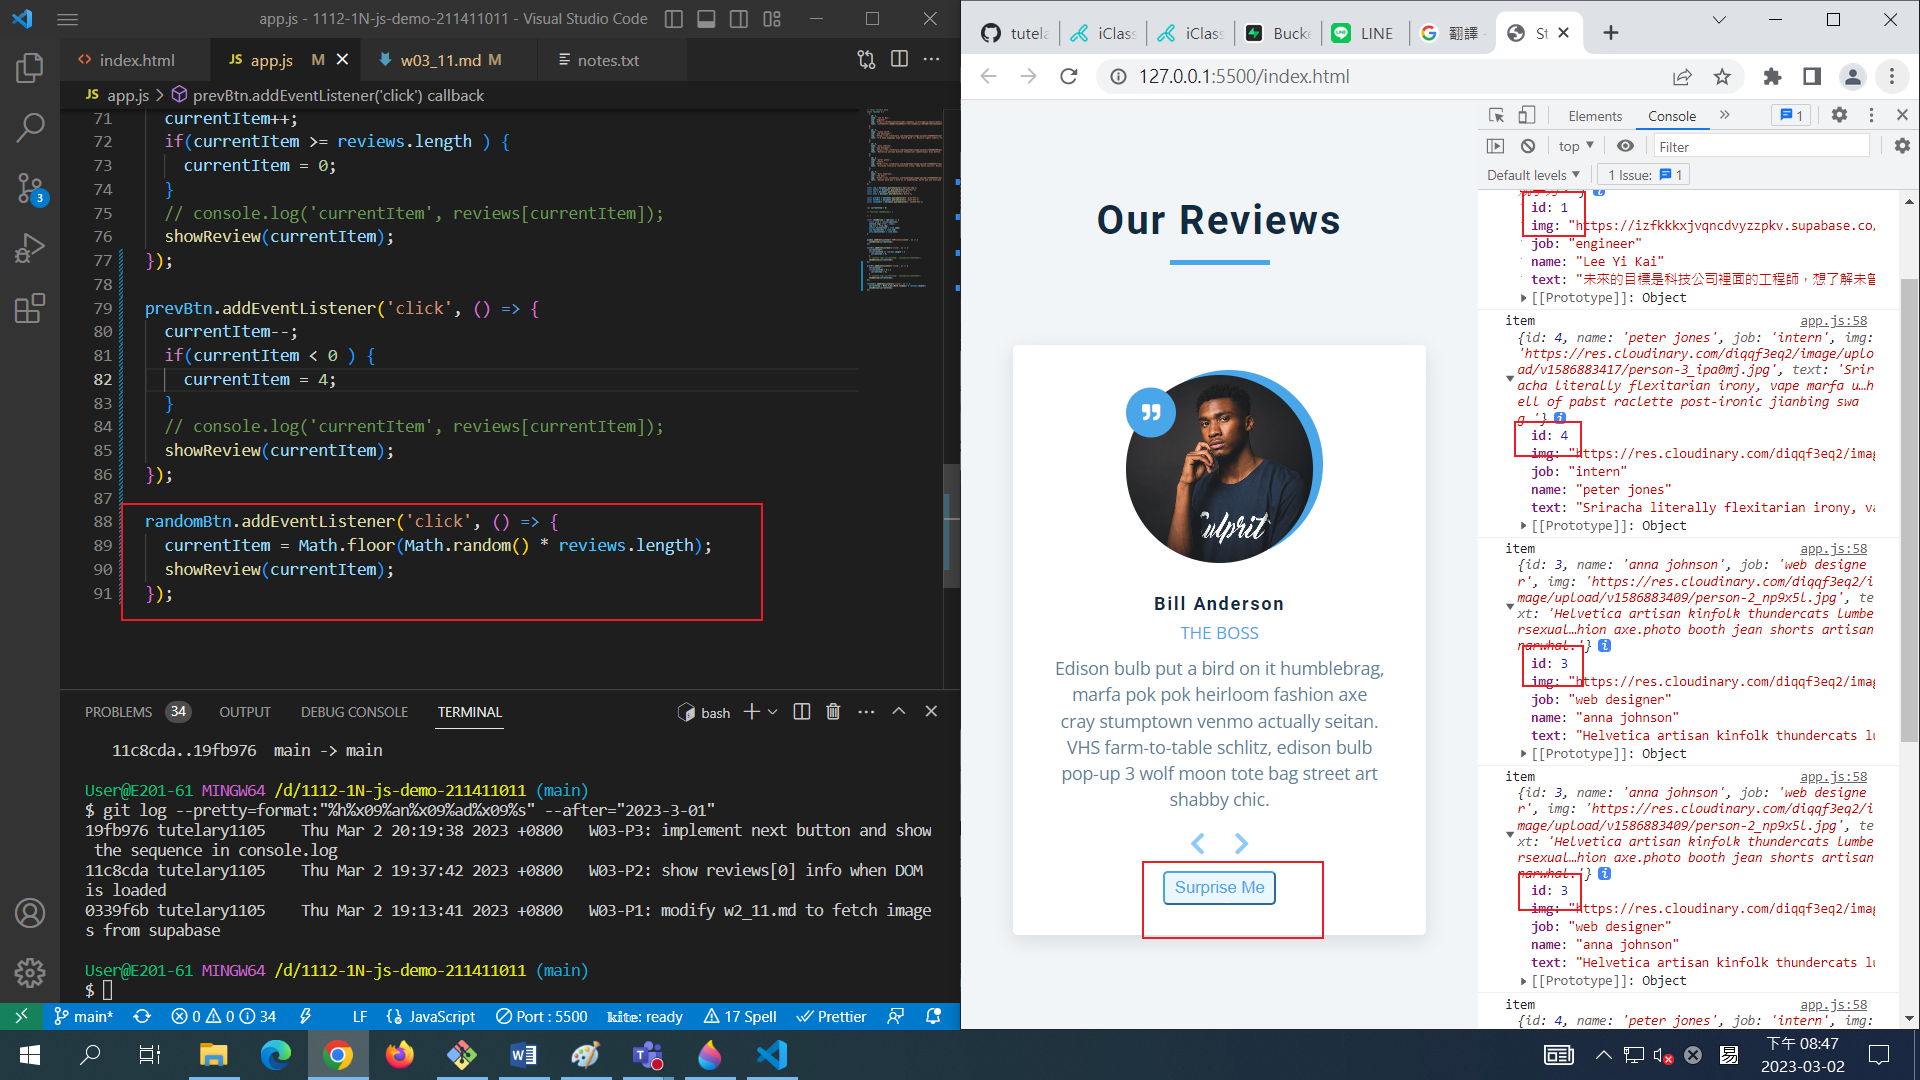 app.js - 1112-1N-js-demo-211411011 - Visual Studio Code
index.html
JS app.js M
w03_11.md M
notes.txt
JS app.js > prevBtn.addEventListener('click') callback
71 currentItem++;
72 if(currentItem >= reviews.length ) {
73 currentItem = 0;
74 }
75 // console.log('currentItem', reviews[currentItem]);
76 showReview(currentItem);
77 });
78
79 prevBtn.addEventListener('click', () => {
80 currentItem--;
81 if(currentItem < 0 ) {
82 currentItem = 4;
83 }
84 // console.log('currentItem', reviews[currentItem]);
85 showReview(currentItem);
86 });
87
88 randomBtn.addEventListener('click', () => {
89 currentItem = Math.floor(Math.random() * reviews.length);
90 showReview(currentItem);
91 });
3
PROBLEMS 34 OUTPUT DEBUG CONSOLE TERMINAL
bash
11c8cda..19fb976 main -> main
User@E201-61 MINGW64 /d/1112-1N-js-demo-211411011 (main)
$ git log --pretty=format:"%h%x09%an%x09%ad%x09%s" --after="2023-3-01"
19fb976 tutelary1105 Thu Mar 2 20:19:38 2023 +0800 W03-P3: implement next button and show
the sequence in console.log
11c8cda tutelary1105 Thu Mar 2 19:37:42 2023 +0800 W03-P2: show reviews[0] info when DOM
is loaded
0339f6b tutelary1105 Thu Mar 2 19:13:41 2023 +0800 W03-P1: modify w2_11.md to fetch image
s from supabase
User@E201-61 MINGW64 /d/1112-1N-js-demo-211411011 (main)
$
main* 0 0 34 LF JavaScript Port : 5500 kite: ready 17 Spell Prettier
tutela iClass iClass Bucke LINE 翻譯 St
127.0.0.1:5500/index.html
Our Reviews
Culprit
Bill Anderson
THE BOSS
Edison bulb put a bird on it humblebrag,
marfa pok pok heirloom fashion axe
cray stumptown venmo actually seitan.
VHS farm-to-table schlitz, edison bulb
pop-up 3 wolf moon tote bag street art
shabby chic.
Surprise Me
Elements Console 1
top Filter
Default levels 1 Issue: 1
id: 1
img: "https://izfkkkxjvqncdvyzzpkv.supabase.co/
job: "engineer"
name: "Lee Yi Kai"
text: "未來的目標是科技公司裡面的工程師，想了解未曾
[[Prototype]]: Object
item app.js:58
{id: 4, name: 'peter jones', job: 'intern', img:
'https://res.cloudinary.com/diqqf3eq2/image/uplo
ad/v1586883417/person-3_ipa0mj.jpg', text: 'Srir
acha literally flexitarian irony, vape marfa u…h
ell of pabst raclette post-ironic jianbing swa
g.'}
id: 4
img: "https://res.cloudinary.com/diqqf3eq2/imag
job: "intern"
name: "peter jones"
text: "Sriracha literally flexitarian irony, va
[[Prototype]]: Object
item app.js:58
{id: 3, name: 'anna johnson', job: 'web designe
r', img: 'https://res.cloudinary.com/diqqf3eq2/i
mage/upload/v1586883409/person-2_np9x5l.jpg', te
xt: 'Helvetica artisan kinfolk thundercats lumbe
rsexual…hion axe.photo booth jean shorts artisan
narwhal.'}
id: 3
img: "https://res.cloudinary.com/diqqf3eq2/imag
job: "web designer"
name: "anna johnson"
text: "Helvetica artisan kinfolk thundercats lu
[[Prototype]]: Object
item app.js:58
{id: 3, name: 'anna johnson', job: 'web designe
r', img: 'https://res.cloudinary.com/diqqf3eq2/i
mage/upload/v1586883409/person-2_np9x5l.jpg', te
xt: 'Helvetica artisan kinfolk thundercats lumbe
rsexual…hion axe.photo booth jean shorts artisan
narwhal.'}
id: 3
img: "https://res.cloudinary.com/diqqf3eq2/imag
job: "web designer"
name: "anna johnson"
text: "Helvetica artisan kinfolk thundercats lu
[[Prototype]]: Object
item app.js:58
{id: 4, name: 'peter jones', job: 'intern', img:
易
下午 08:47
2023-03-02